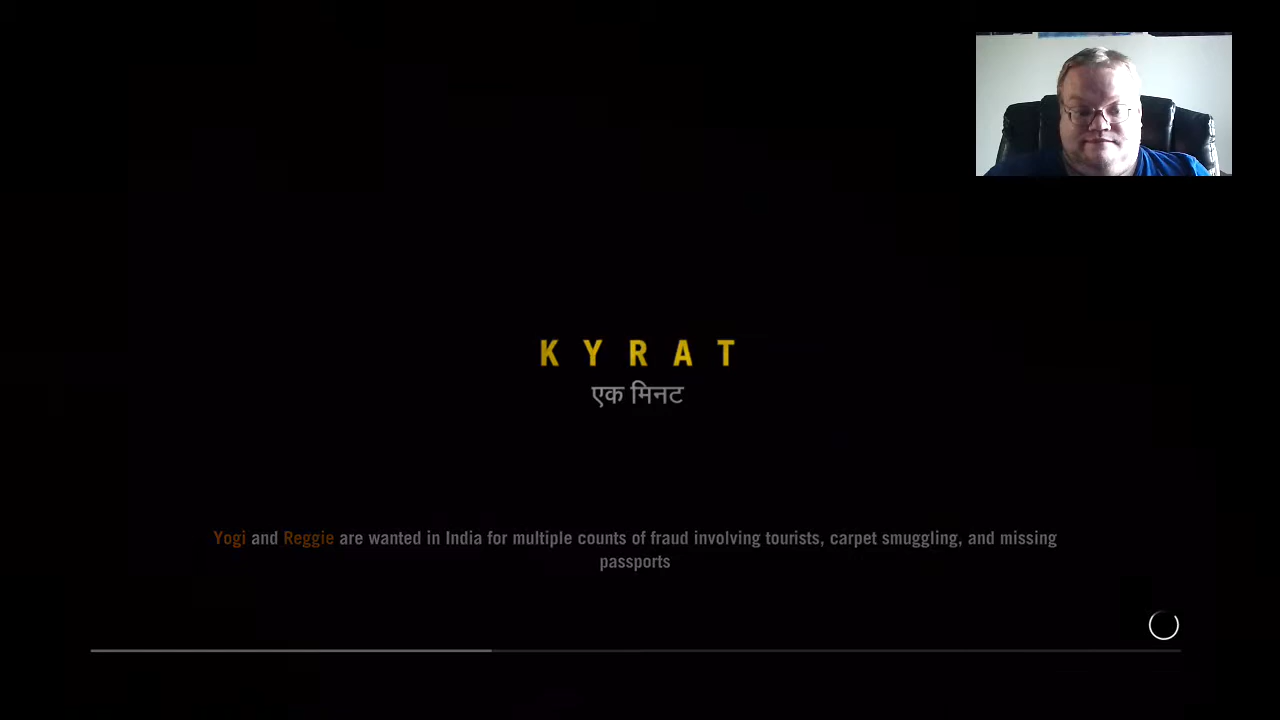 KYRAT
एक मिनट
Yogi and Reggie are wanted in India for multiple counts of fraud involving tourists, carpet smuggling, and missing
passports